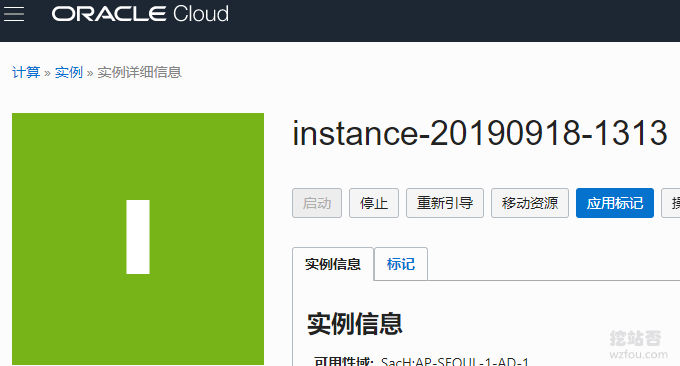 ORACLE Cloud
计算 » 实例 » 实例详细信息
I
instance-20190918-1313
启动 停止 重新引导 移动资源 应用标记
实例信息 标记
实例信息
可用性域: SacH:AP-SEOUL-1-AD-1
挖站否
wzfou.com